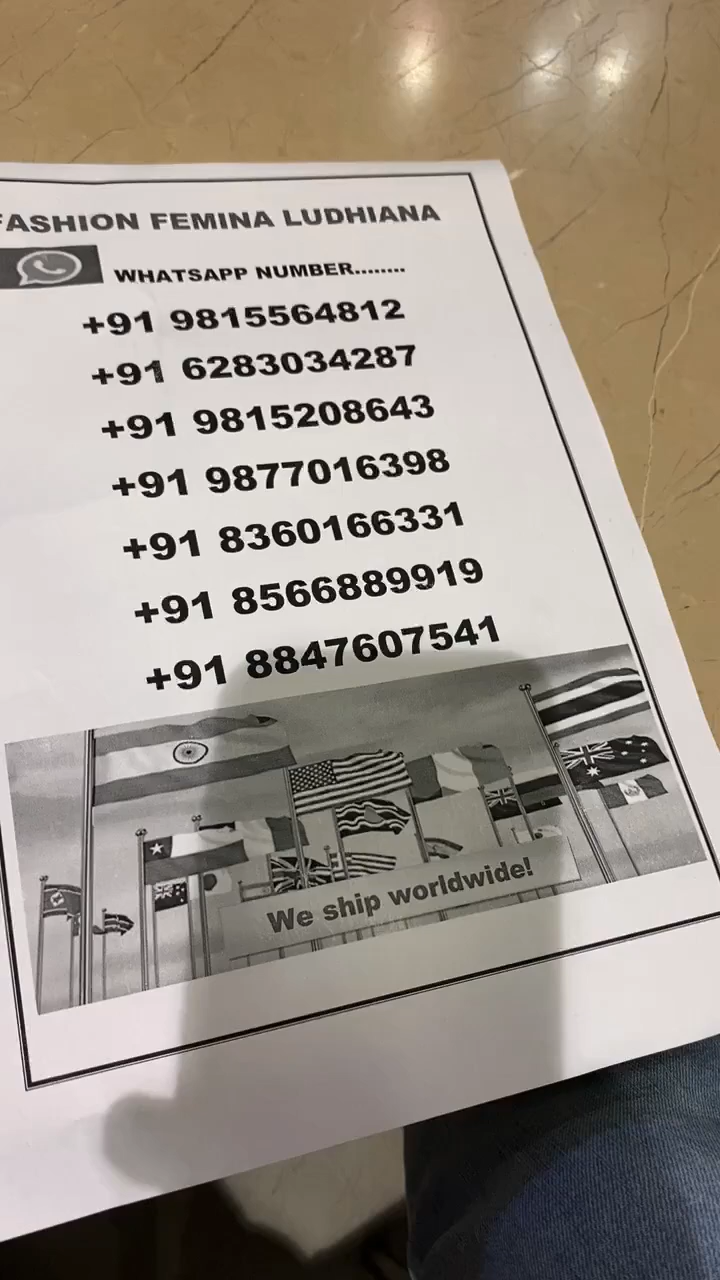 FASHION FEMINA LUDHIANA
WHATSAPP NUMBER........
+91 9815564812
+91 6283034287
+91 9815208643
+91 9877016398
+91 8360166331
+91 8566889919
+91 8847607541
We ship worldwide!